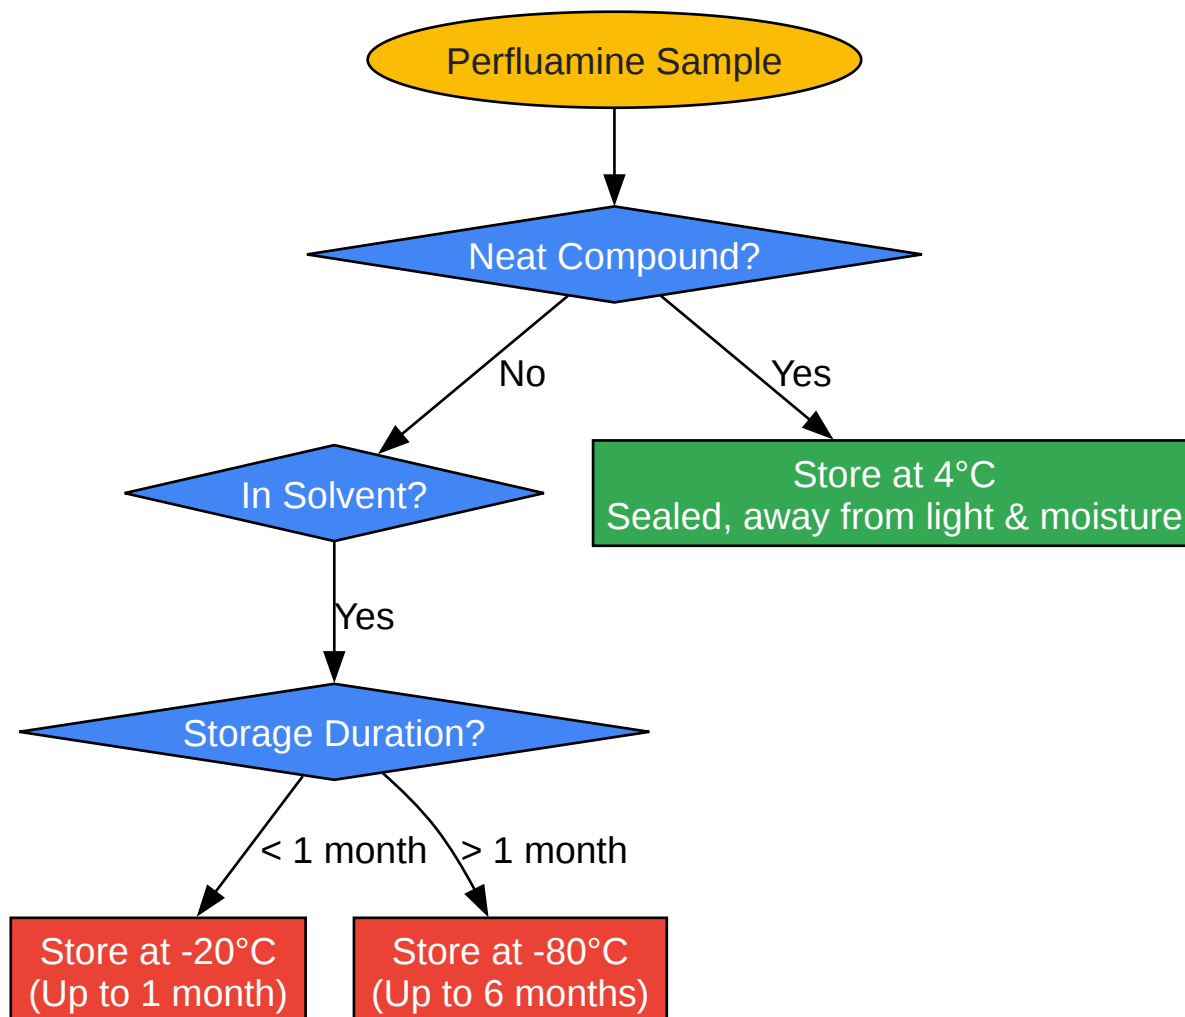 Perfluamine Sample
Neat Compound?
No
Yes
In Solvent?
Store at 4°C
Sealed, away from light & moisture
Yes
Storage Duration?
< 1 month
> 1 month
Store at -20°C
(Up to 1 month)
Store at -80°C
(Up to 6 months)